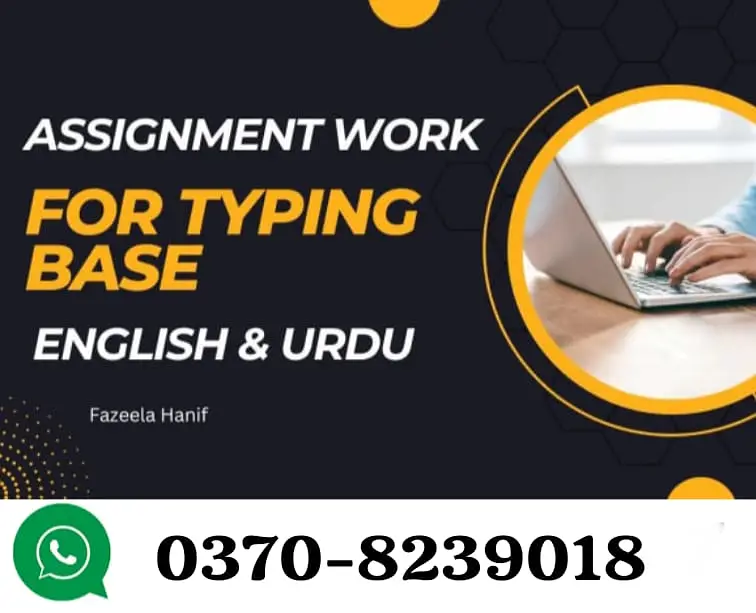 ASSIGNMENT WORK
FOR TYPING
BASE
ENGLISH & URDU
Fazeela Hanif
0370-8239018